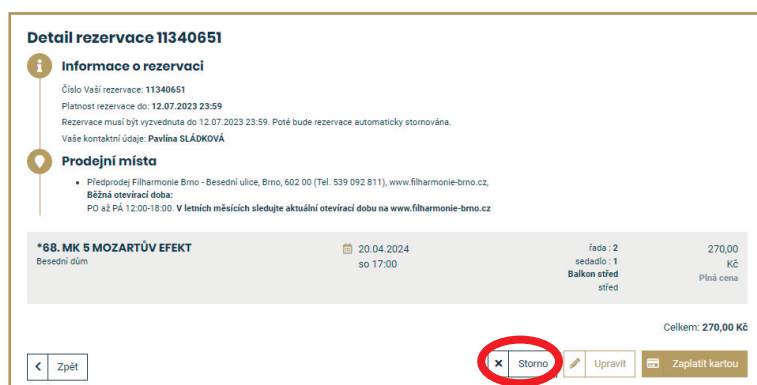 Detail rezervace 11340651
Informace o rezervaci
Číslo Vaší rezervace: 11340651
Platnost rezervace do: 12.07.2023 23:59
Rezervace musí být vyzvednuta do 12.07.2023 23:59. Poté bude rezervace automaticky stornována.
Vaše kontaktní údaje: Pavlína SLÁDKOVÁ
Prodejní místa
• Předprodej Filharmonie Brno - Besední ulice, Brno, 602 00 (Tel. 539 092 811), www.filharmonie-brno.cz,
Běžná otevírací doba:
PO až PÁ 12:00-18:00. V letních měsících sledujte aktuální otevírací dobu na www.filharmonie-brno.cz
*68. MK 5 MOZARTŮV EFEKT
Besední dům
20.04.2024
so 17:00
řada : 2
sedadlo : 1
Balkon střed
střed
270,00
Kč
Plná cena
Celkem: 270,00 Kč
Zpět
Storno
Upravit
Zaplatit kartou